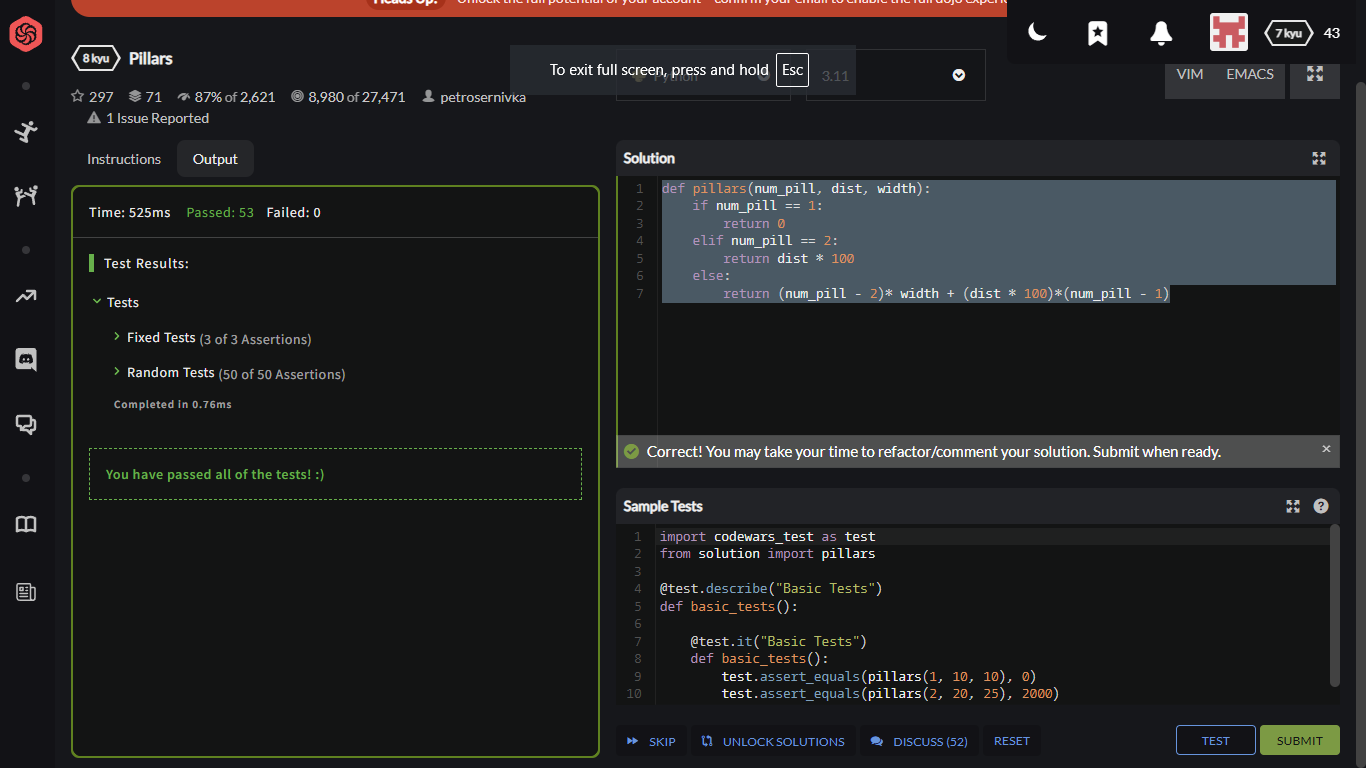 Heads Up! Unlock the full potential of your account - confirm your email to enable the full dojo experi
8 kyu Pillars
7 kyu 43
To exit full screen, press and hold Esc
Python
3.11
VIM EMACS
297 71 87% of 2,621 8,980 of 27,471 petrosernivka
1 Issue Reported
Instructions Output
Time: 525ms Passed: 53 Failed: 0
Test Results:
Tests
Fixed Tests (3 of 3 Assertions)
Random Tests (50 of 50 Assertions)
Completed in 0.76ms
You have passed all of the tests! :)
Solution
1 def pillars(num_pill, dist, width):
2     if num_pill == 1:
3         return 0
4     elif num_pill == 2:
5         return dist * 100
6     else:
7         return (num_pill - 2)* width + (dist * 100)*(num_pill - 1)
Correct! You may take your time to refactor/comment your solution. Submit when ready. ×
Sample Tests ?
1 import codewars_test as test
2 from solution import pillars
3
4 @test.describe("Basic Tests")
5 def basic_tests():
6
7     @test.it("Basic Tests")
8     def basic_tests():
9         test.assert_equals(pillars(1, 10, 10), 0)
10         test.assert_equals(pillars(2, 20, 25), 2000)
SKIP UNLOCK SOLUTIONS DISCUSS (52) RESET TEST SUBMIT